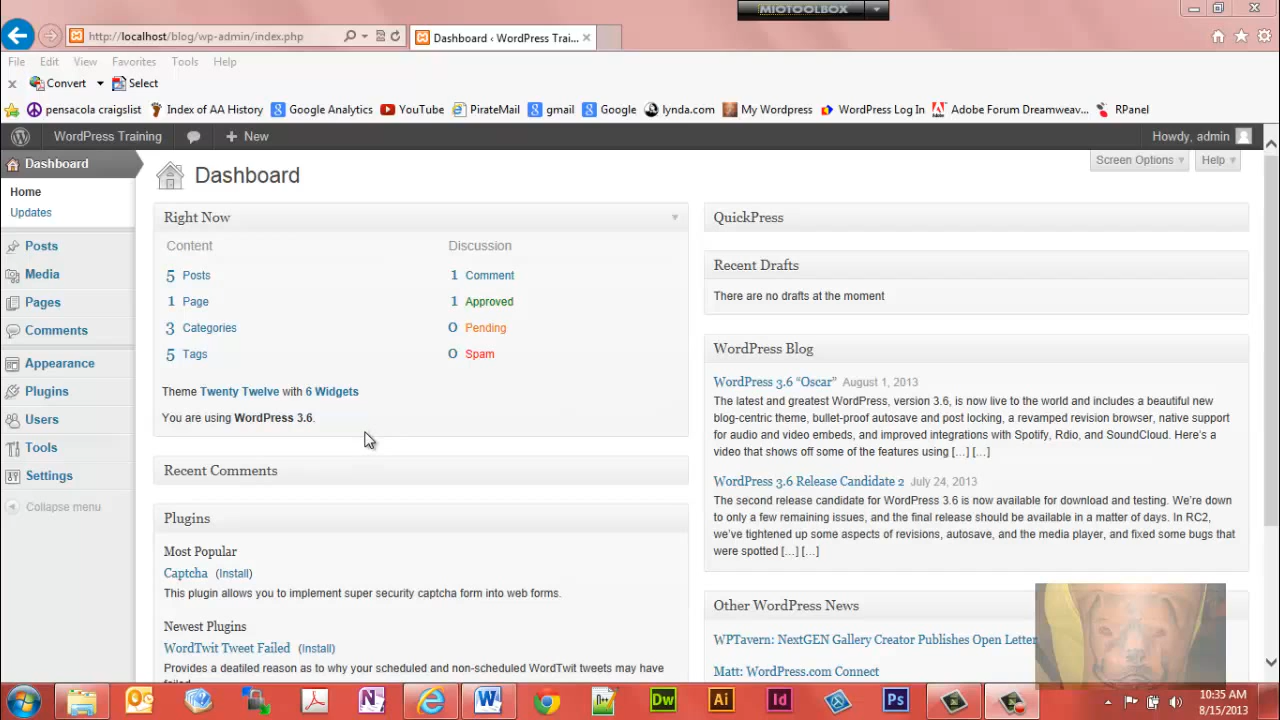 MIOTOOLBOX
http://localhost/blog/wp-admin/index.php
Dashboard ‹ WordPress Trai...
File Edit View Favorites Tools Help
Convert Select
pensacola craigslist Index of AA History Google Analytics YouTube PirateMail gmail Google lynda.com My Wordpress WordPress Log In Adobe Forum Dreamweav... RPanel
WordPress Training New Howdy, admin
Dashboard
Home
Updates
Posts
Media
Pages
Comments
Appearance
Plugins
Users
Tools
Settings
Collapse menu
Screen Options Help
Dashboard
Right Now
Content Discussion
5 Posts 1 Comment
1 Page 1 Approved
3 Categories 0 Pending
5 Tags 0 Spam
Theme Twenty Twelve with 6 Widgets
You are using WordPress 3.6.
Recent Comments
Plugins
Most Popular
Captcha (Install)
This plugin allows you to implement super security captcha form into web forms.
Newest Plugins
WordTwit Tweet Failed (Install)
Provides a deatiled reason as to why your scheduled and non-scheduled WordTwit tweets may have
failed.
QuickPress
Recent Drafts
There are no drafts at the moment
WordPress Blog
WordPress 3.6 “Oscar” August 1, 2013
The latest and greatest WordPress, version 3.6, is now live to the world and includes a beautiful new
blog-centric theme, bullet-proof autosave and post locking, a revamped revision browser, native support
for audio and video embeds, and improved integrations with Spotify, Rdio, and SoundCloud. Here’s a
video that shows off some of the features using [...] [...]
WordPress 3.6 Release Candidate 2 July 24, 2013
The second release candidate for WordPress 3.6 is now available for download and testing. We’re down
to only a few remaining issues, and the final release should be available in a matter of days. In RC2,
we’ve tightened up some aspects of revisions, autosave, and the media player, and fixed some bugs that
were spotted [...] [...]
Other WordPress News
WPTavern: NextGEN Gallery Creator Publishes Open Letter
Matt: WordPress.com Connect
Dw Ai Id Ps
10:35 AM
8/15/2013